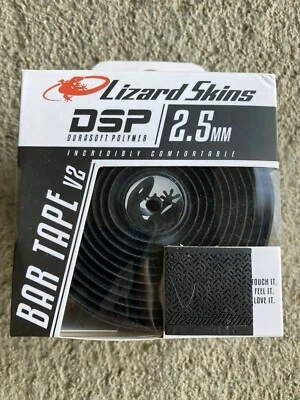 Lizard Skins
DSP 2.5MM
DURASOFT POLYMER
INCREDIBLY COMFORTABLE
BAR TAPE V2
TOUCH IT.
FEEL IT.
LOVE IT.